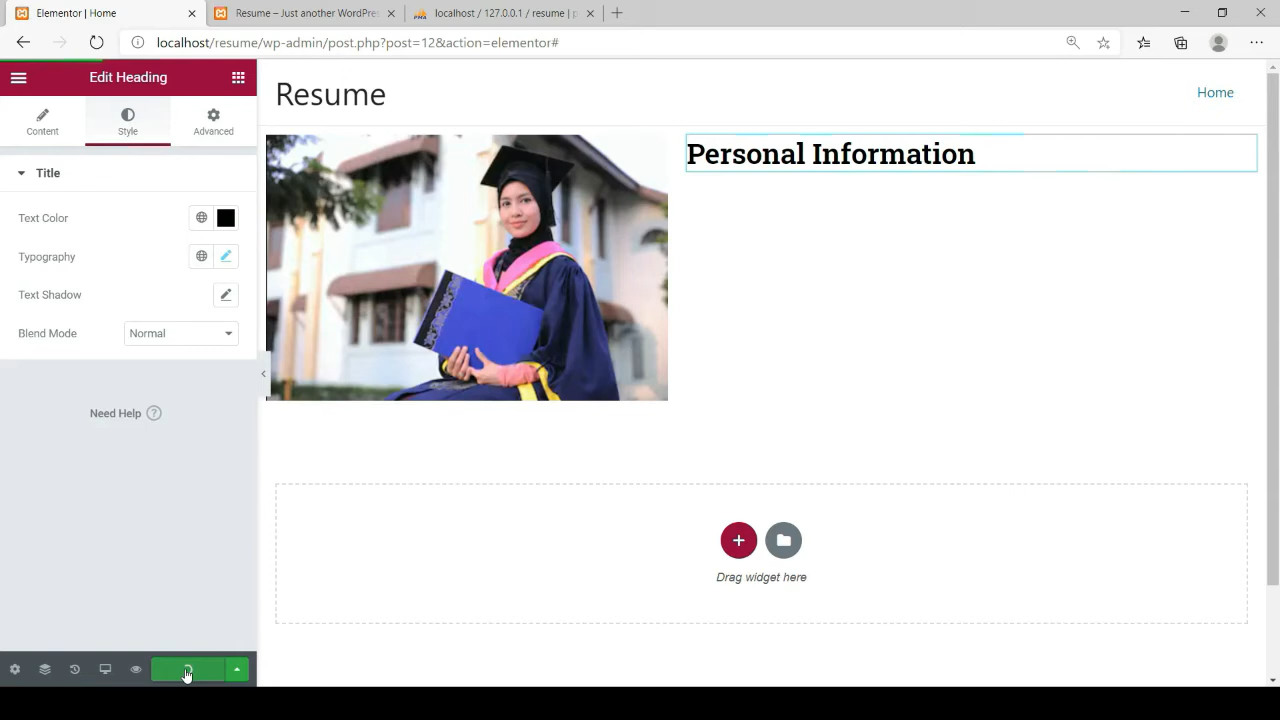 Elementor | Home
Resume – Just another WordPres
localhost / 127.0.0.1 / resume | p
localhost/resume/wp-admin/post.php?post=12&action=elementor#
Edit Heading
Content
Style
Advanced
Title
Text Color
Typography
Text Shadow
Blend Mode
Normal
Need Help ?
Resume
Home
Personal Information
Drag widget here